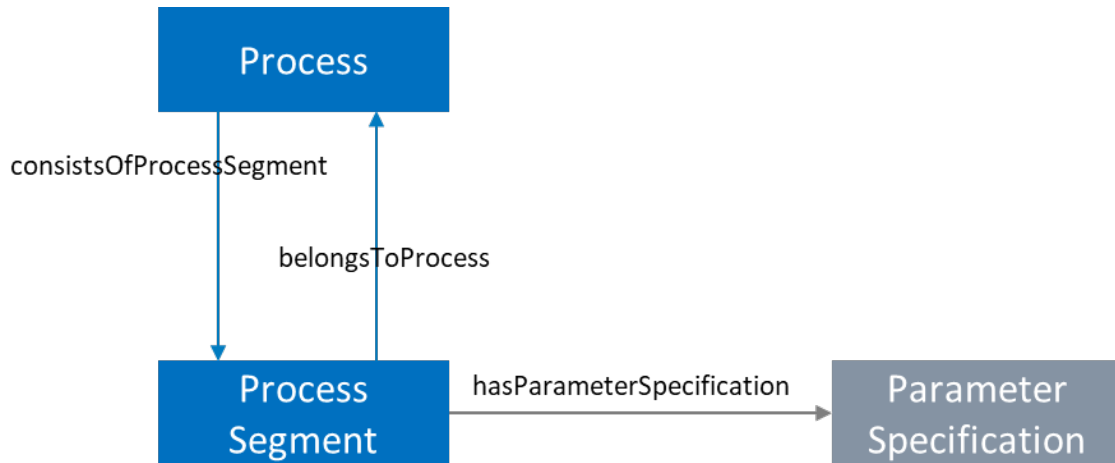 Process
consistsOfProcessSegment
belongsToProcess
Process
Segment
hasParameterSpecification
Parameter
Specification